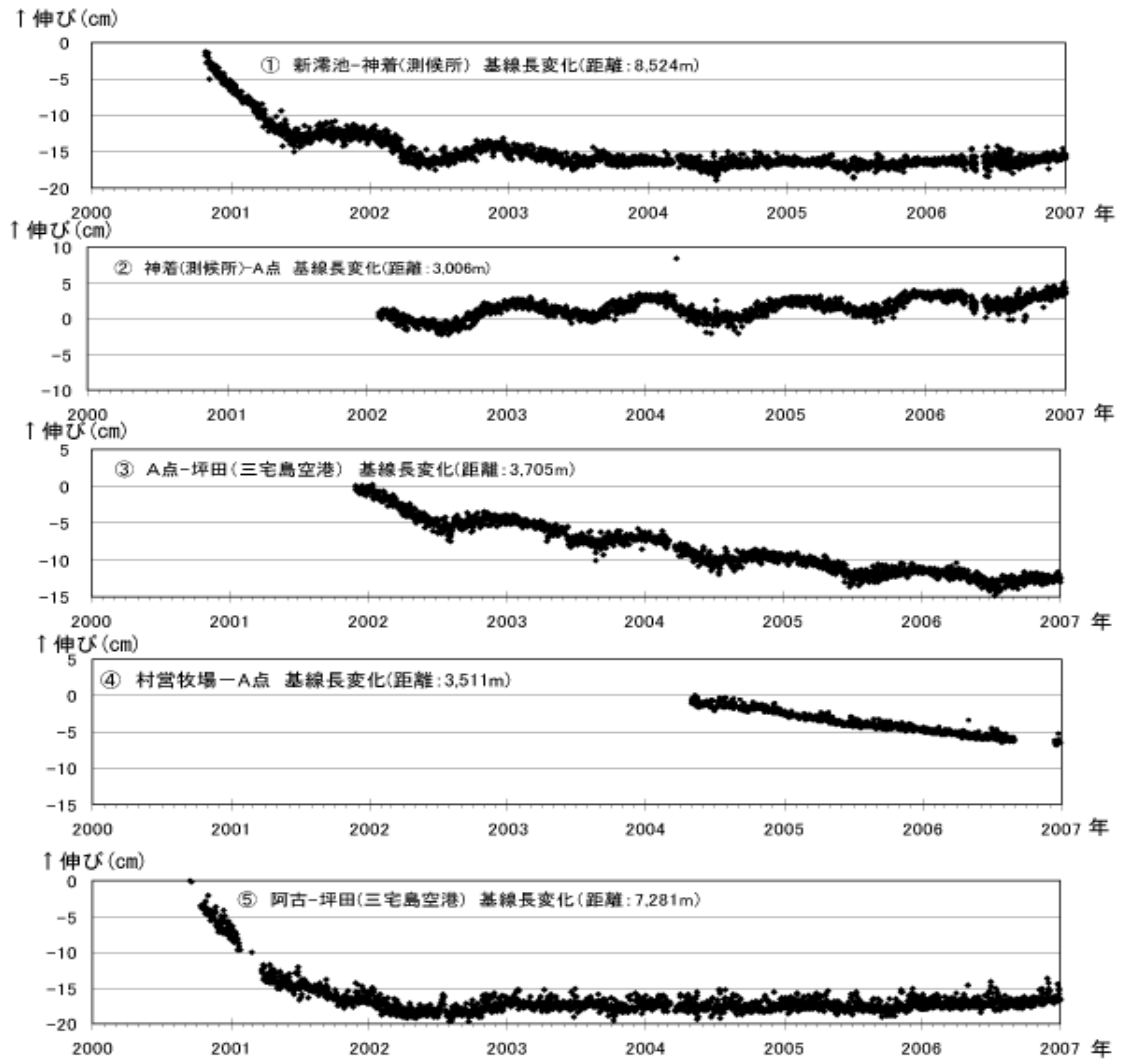 ↑伸び(cm)
0
① 新澪池-神着(測候所) 基線長変化(距離:8,524m)
-5
-10
-15
-20
2000 2001 2002 2003 2004 2005 2006 2007 年
↑伸び(cm)
10
② 神着(測候所)-A点 基線長変化(距離:3,006m)
5
0
-5
-10
2000 2001 2002 2003 2004 2005 2006 2007 年
↑伸び(cm)
5
③ A点-坪田(三宅島空港) 基線長変化(距離:3,705m)
0
-5
-10
-15
2000 2001 2002 2003 2004 2005 2006 2007 年
↑伸び(cm)
5
④ 村営牧場-A点 基線長変化(距離:3,511m)
0
-5
-10
-15
2000 2001 2002 2003 2004 2005 2006 2007 年
↑伸び(cm)
0
⑤ 阿古-坪田(三宅島空港) 基線長変化(距離:7,281m)
-5
-10
-15
-20
2000 2001 2002 2003 2004 2005 2006 2007 年